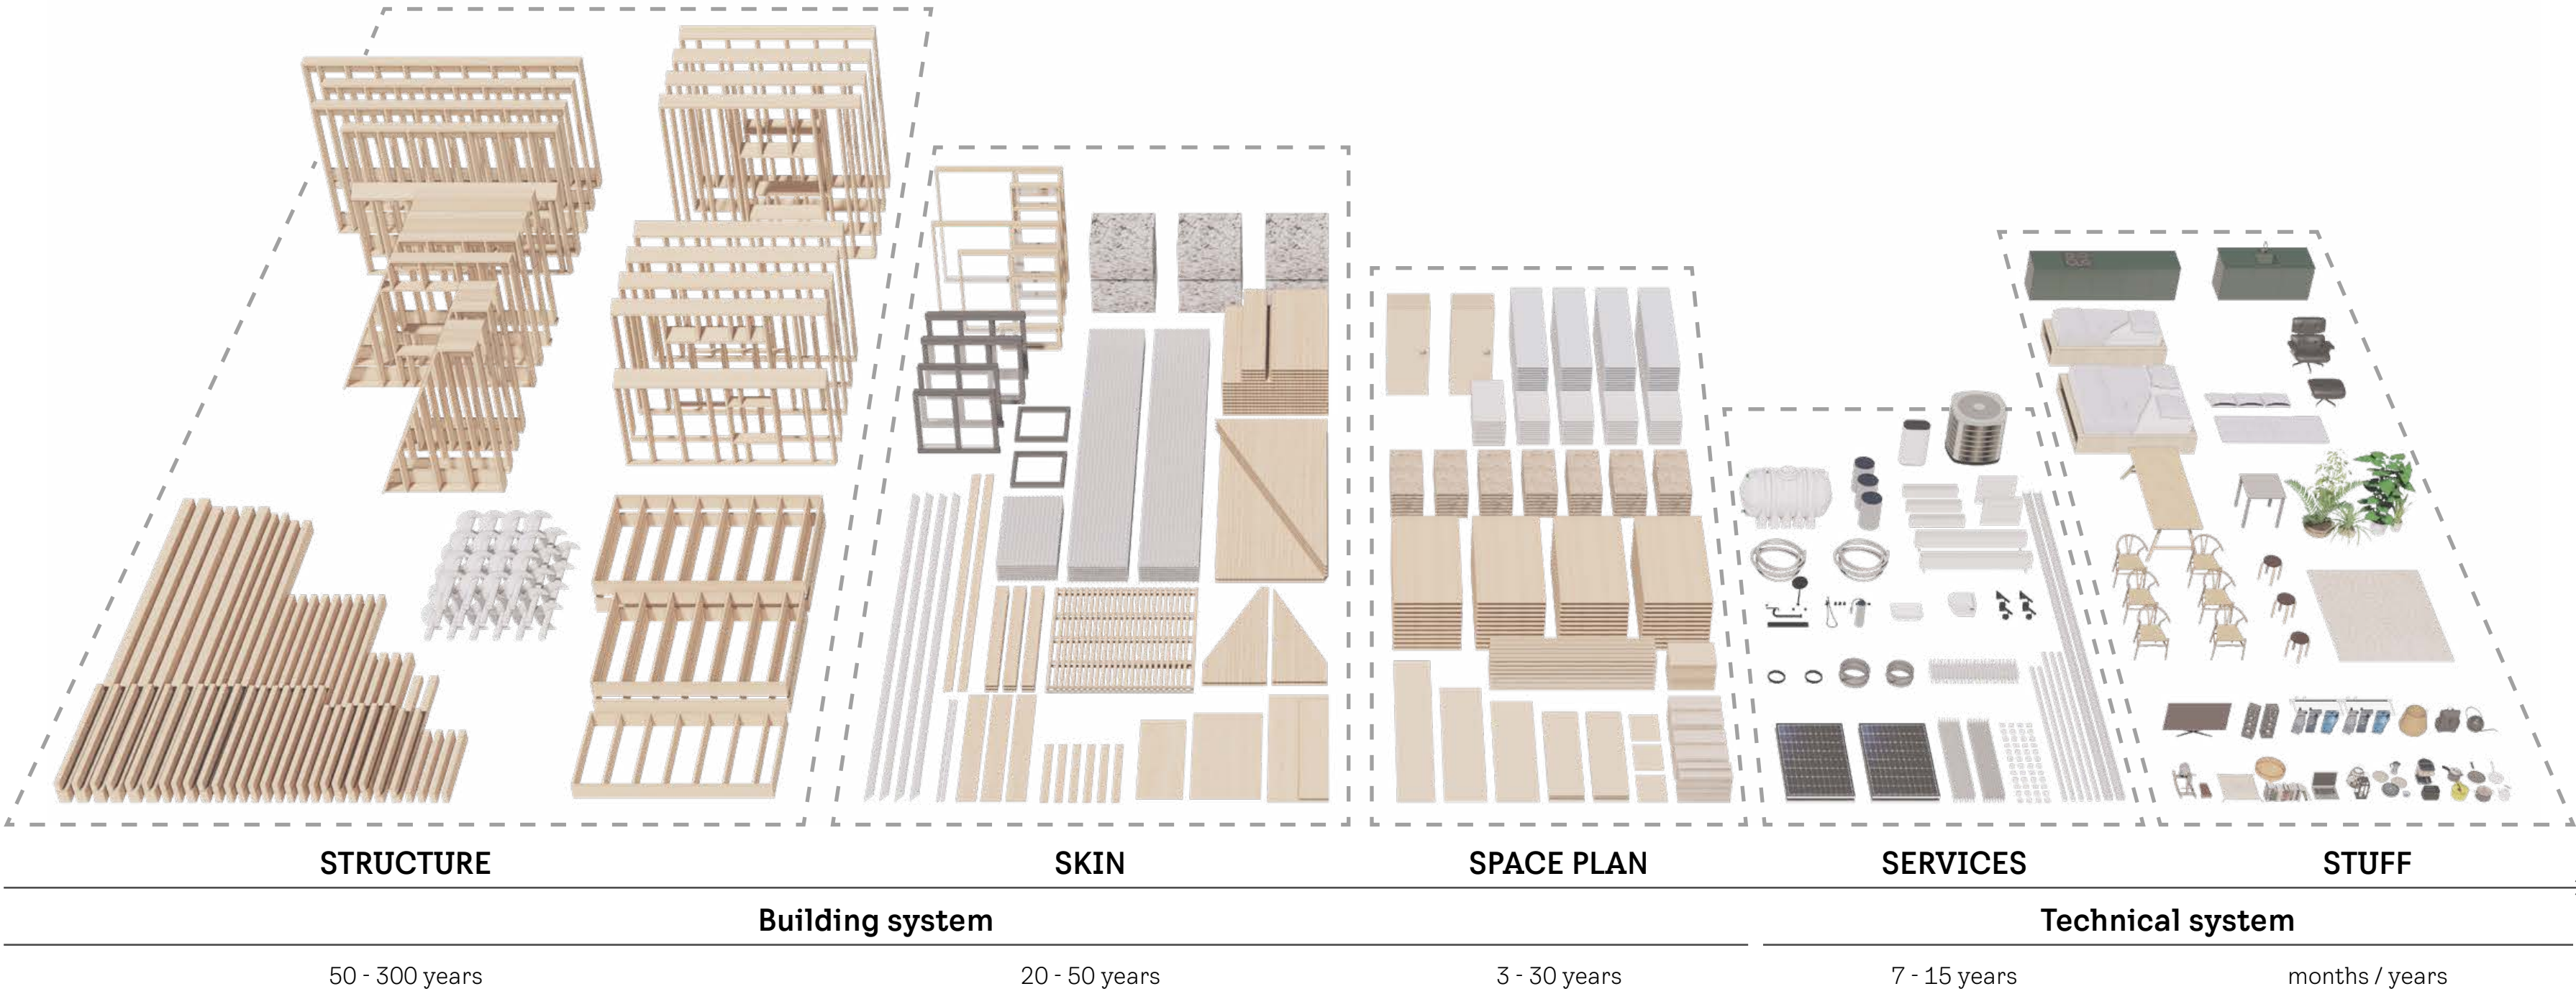 STRUCTURE SKIN SPACE PLAN SERVICES STUFF
Building system Technical system
50 - 300 years 20 - 50 years 3 - 30 years 7 - 15 years months / years